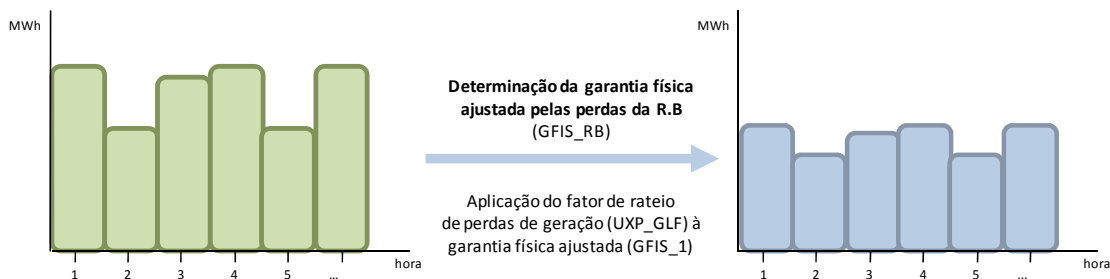 MWh
1 2 3 4 5 ...
hora
Determinação da garantia física
ajustada pelas perdas da R.B
(GFIS_RB)
Aplicação do fator de rateio
de perdas de geração (UXP_GLF) à
garantia física ajustada (GFIS_1)
MWh
1 2 3 4 5 ...
hora